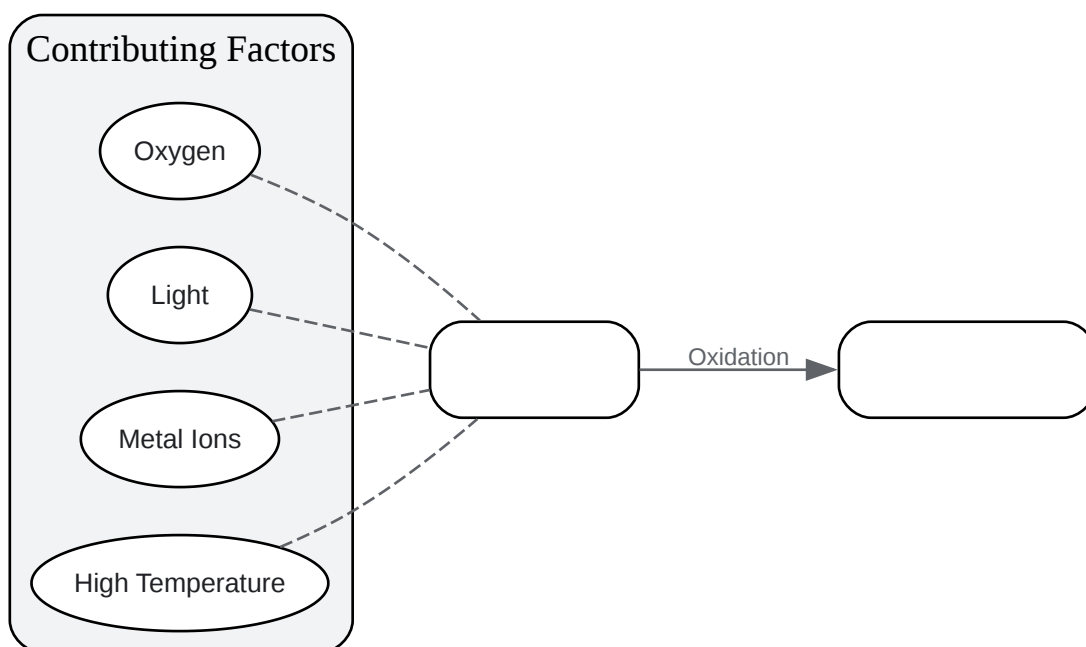 Contributing Factors
Oxygen
Light
Oxidation
Metal Ions
High Temperature